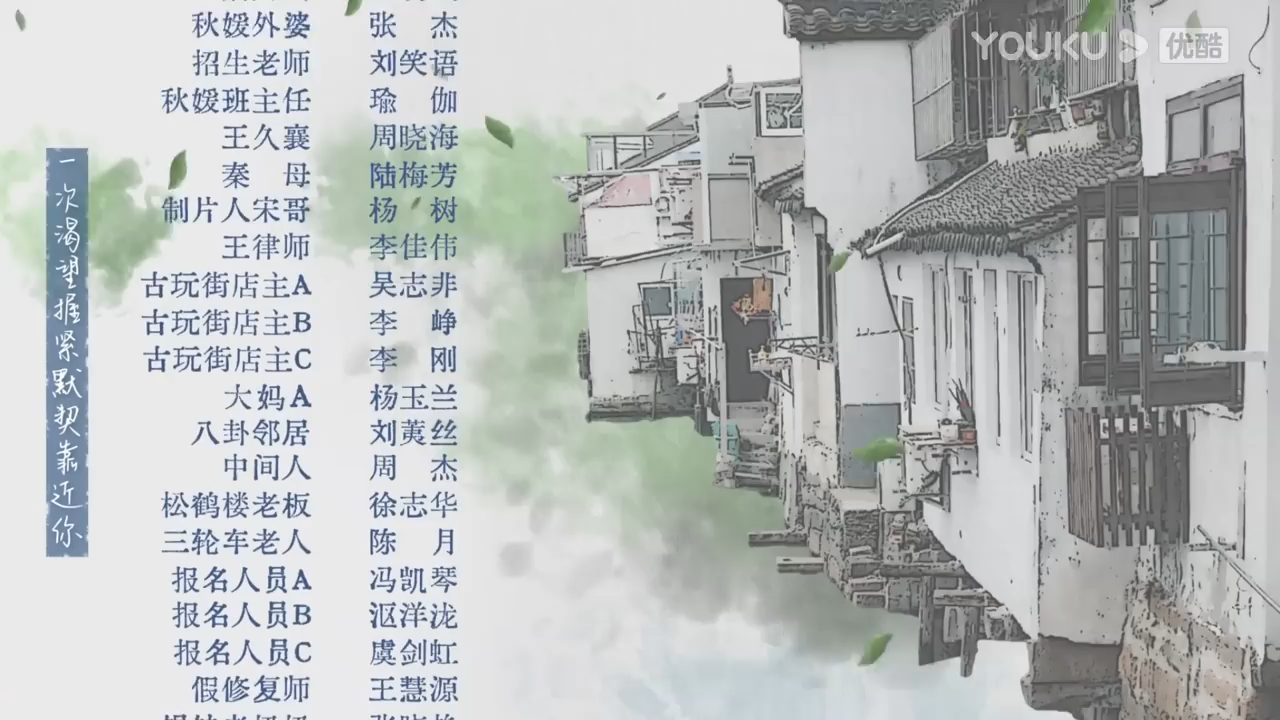 YOUKU 优酷
秋媛外婆 张 杰
招生老师 刘笑语
秋媛班主任 瑜 伽
王久襄 周晓海
秦 母 陆梅芳
制片人宋哥 杨 树
王律师 李佳伟
古玩街店主A 吴志非
古玩街店主B 李 峥
古玩街店主C 李 刚
大妈A 杨玉兰
八卦邻居 刘荑丝
中间人 周 杰
松鹤楼老板 徐志华
三轮车老人 陈 月
报名人员A 冯凯琴
报名人员B 沤洋泷
报名人员C 虞剑虹
假修复师 王慧源
一次渴望握紧默契靠近你